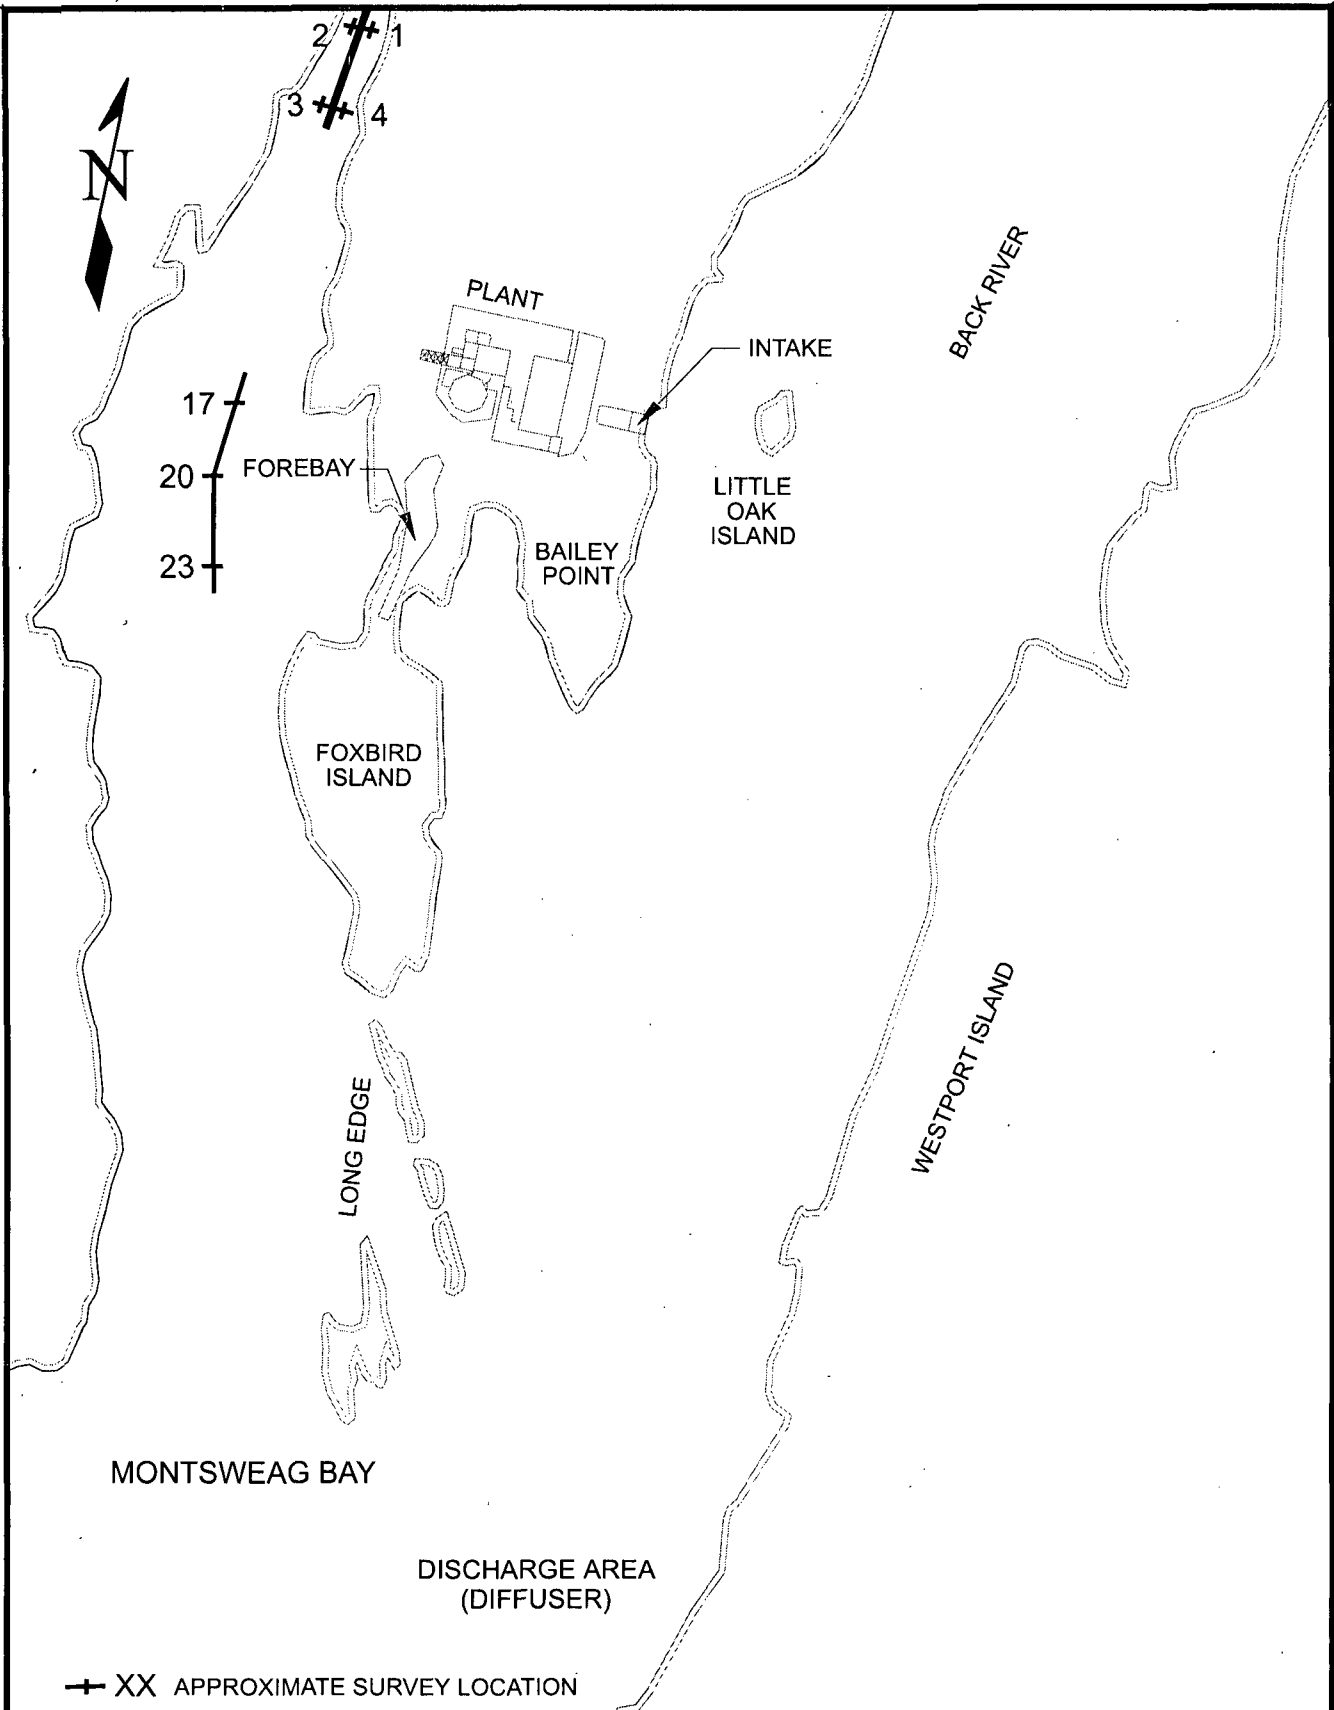 2 1
3 4
N
PLANT
BACK RIVER
INTAKE
17
20
FOREBAY
LITTLE
OAK
ISLAND
BAILEY
POINT
23
FOXBIRD
ISLAND
WESTPORT ISLAND
LONG EDGE
MONTSWEAG BAY
DISCHARGE AREA
(DIFFUSER)
XX APPROXIMATE SURVEY LOCATION